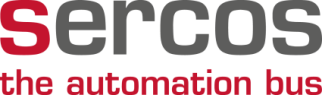 sercos
the automation bus